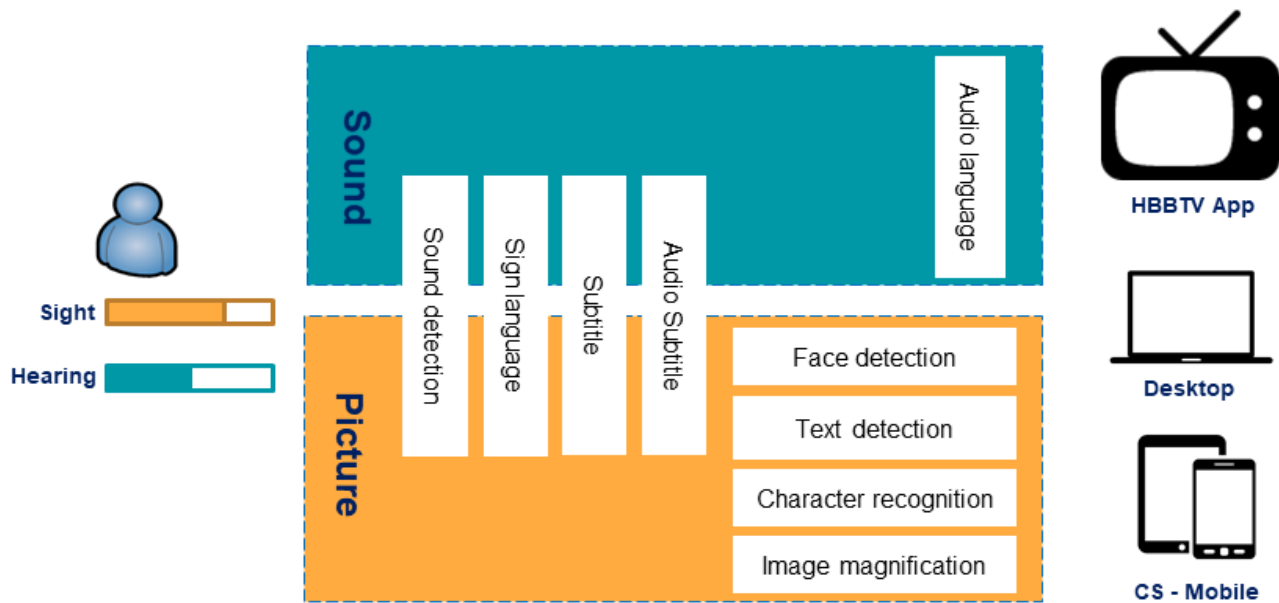 Sight
Hearing
Sound
Picture
Sound detection
Sign language
Subtitle
Audio Subtitle
Audio language
Face detection
Text detection
Character recognition
Image magnification
HBBTV App
Desktop
CS - Mobile